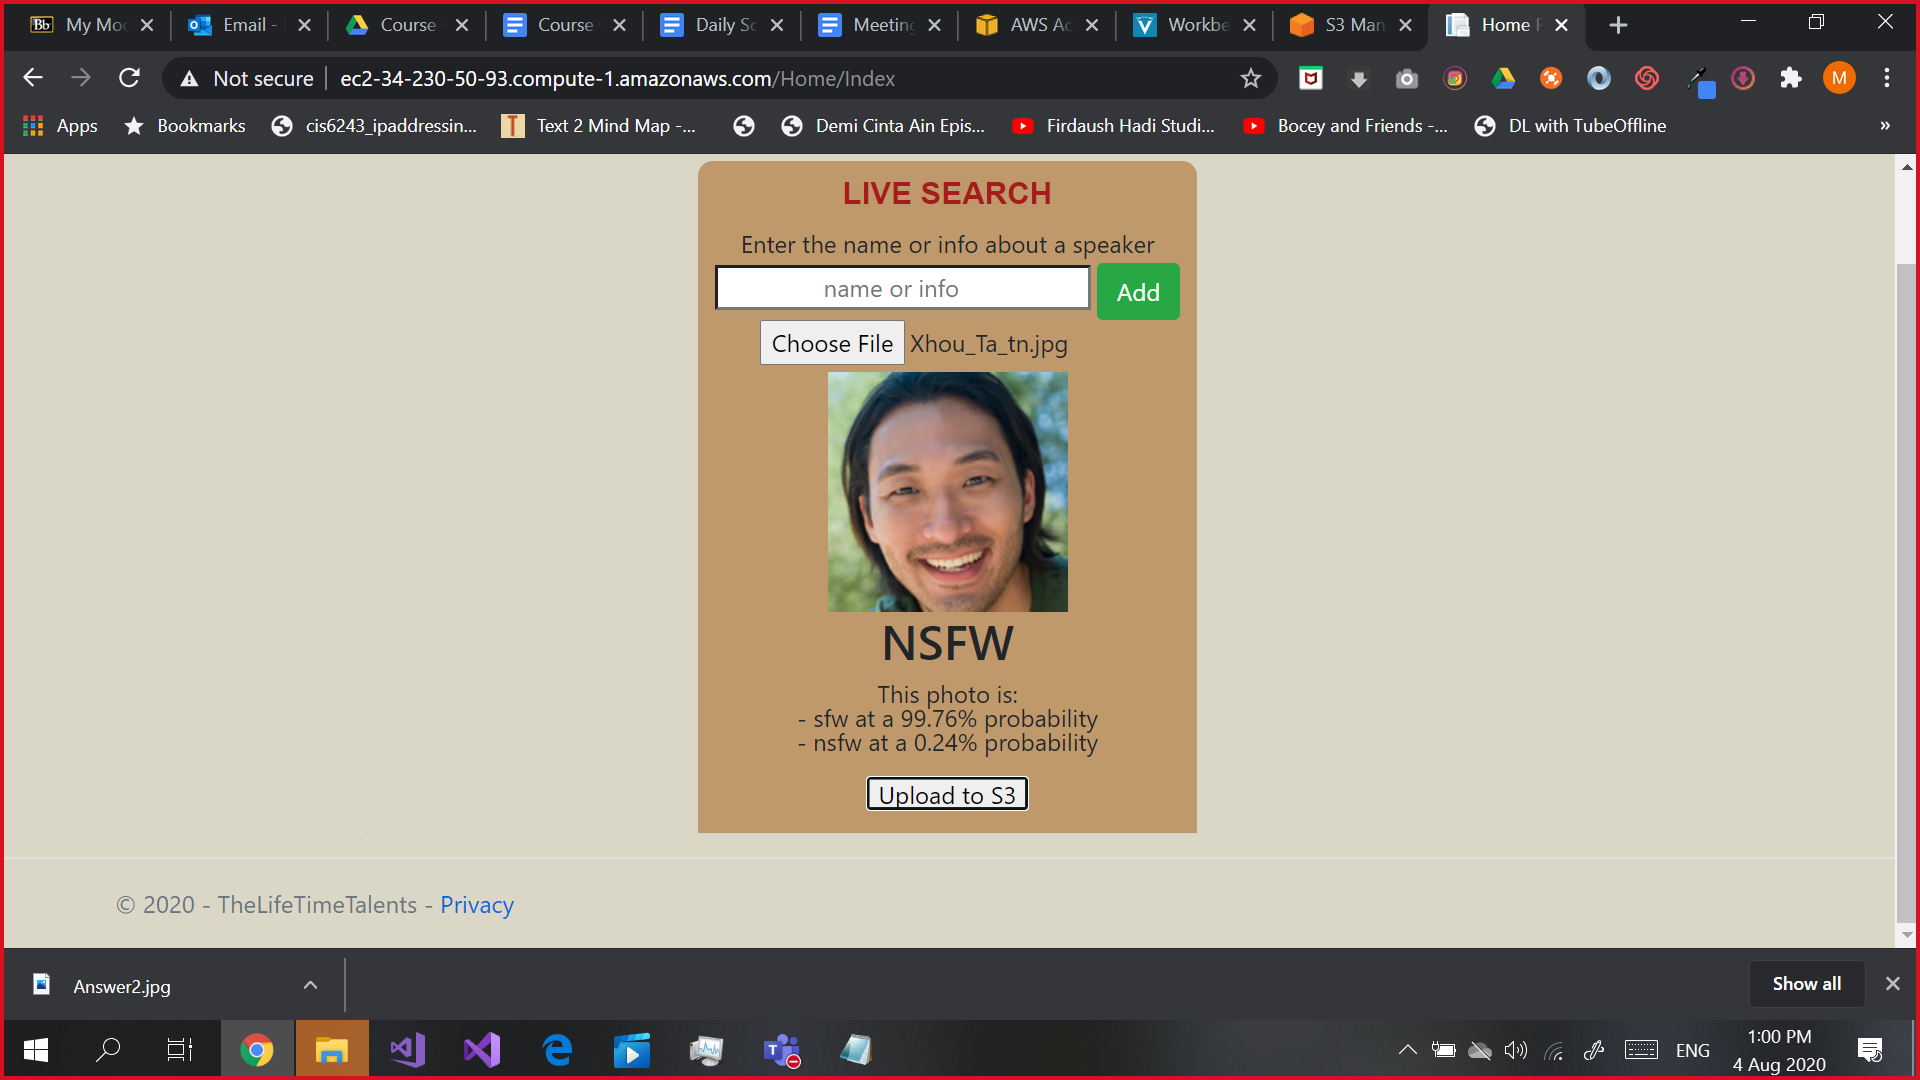 My Mo
Email -
Course
Course
Daily Sc
Meeting
AWS Ac
Workbe
S3 Man
Home P
Not secure
ec2-34-230-50-93.compute-1.amazonaws.com/Home/Index
M
Apps
Bookmarks
cis6243_ipaddressin...
Text 2 Mind Map -...
Demi Cinta Ain Epis...
Firdaush Hadi Studi...
Bocey and Friends -...
DL with TubeOffline
»
LIVE SEARCH
Enter the name or info about a speaker
name or info
Add
Choose File Xhou_Ta_tn.jpg
NSFW
This photo is:
- sfw at a 99.76% probability
- nsfw at a 0.24% probability
Upload to S3
© 2020 - TheLifeTimeTalents - Privacy
Answer2.jpg
Show all
ENG
1:00 PM
4 Aug 2020